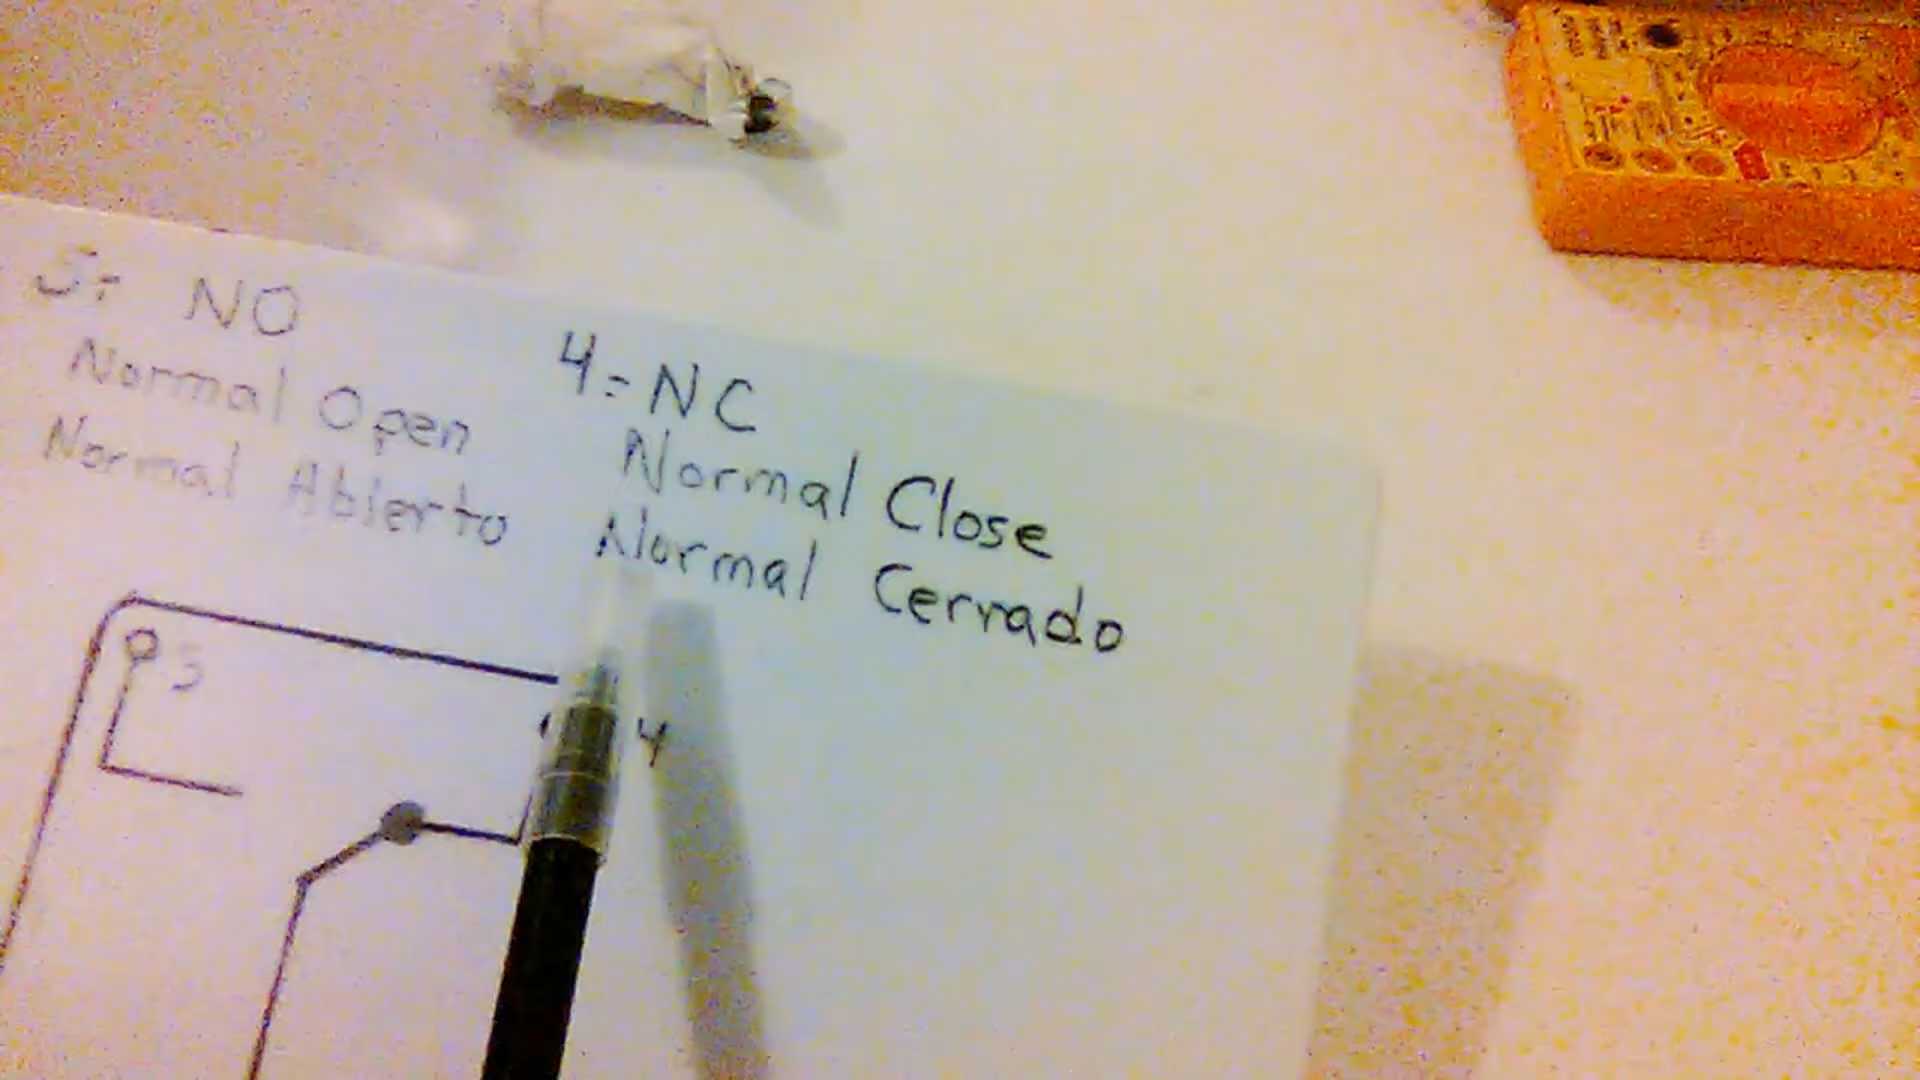 5= NO
Normal Open
Normal Abierto
4=NC
Normal Close
Normal Cerrado
5
4